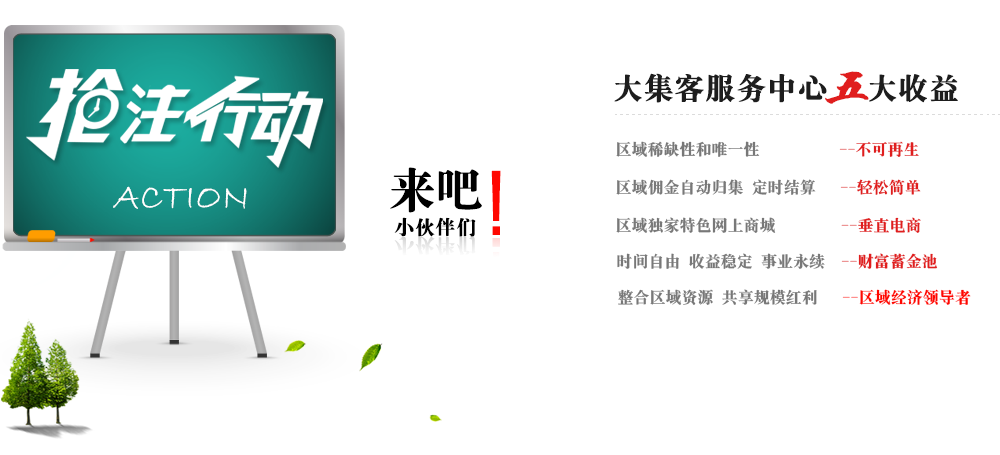 抢注行动
ACTION
来吧!
小伙伴们
大集客服务中心五大收益
区域稀缺性和唯一性 --不可再生
区域佣金自动归集 定时结算 --轻松简单
区域独家特色网上商城 --垂直电商
时间自由 收益稳定 事业永续 --财富蓄金池
整合区域资源 共享规模红利 --区域经济领导者